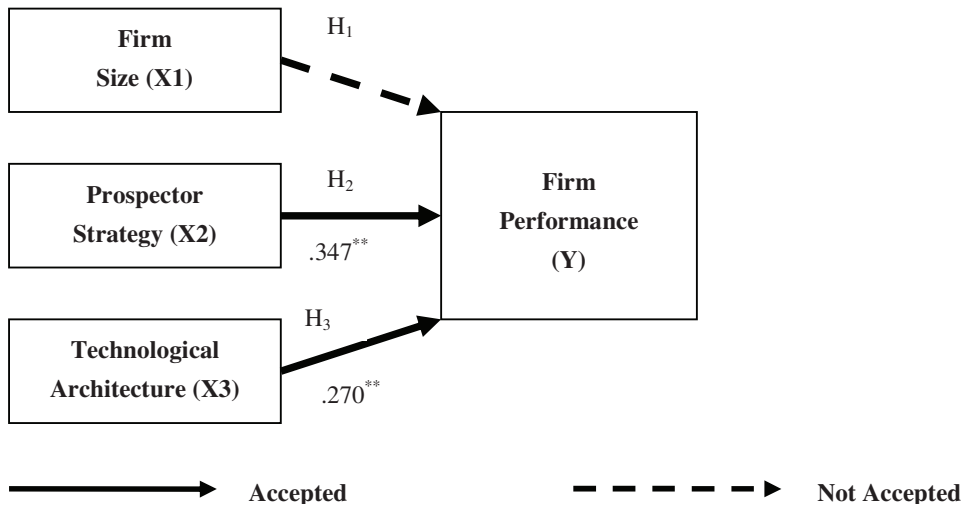 H₁
Firm
Size (X1)
H₂
Prospector
Strategy (X2)
.347**
Firm
Performance
(Y)
H₃
Technological
Architecture (X3)
.270**
Accepted
Not Accepted